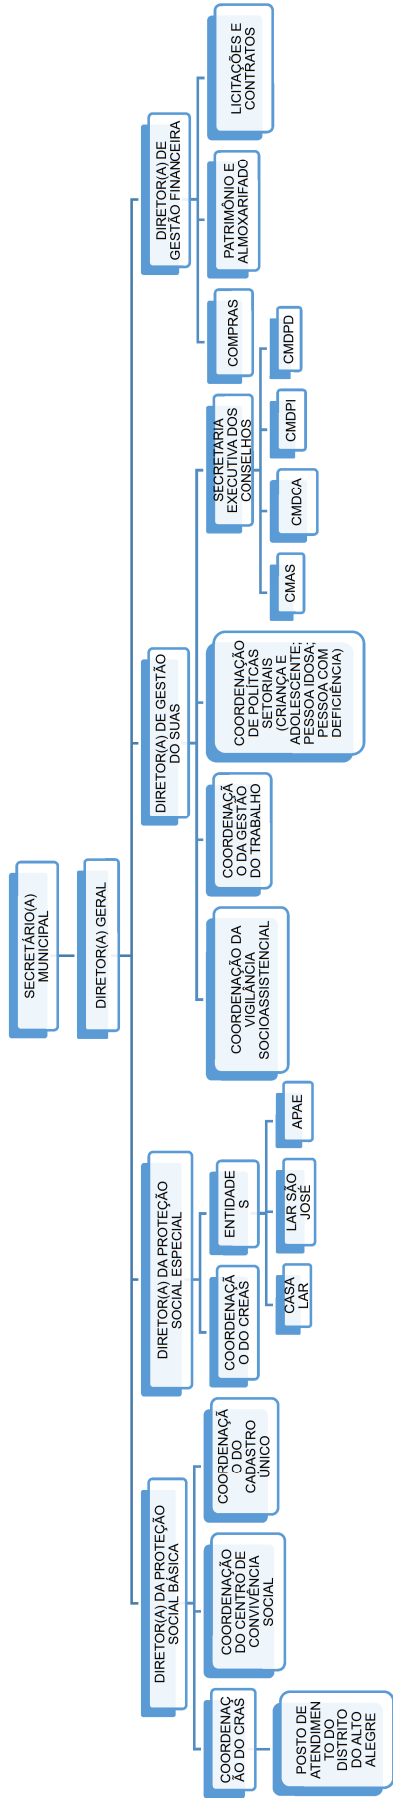 SECRETÁRIO(A)
MUNICIPAL
DIRETOR(A) GERAL
DIRETOR(A) DA PROTEÇÃO
SOCIAL BÁSICA
COORDENAÇ
ÃO DO CRAS
POSTO DE
ATENDIMEN
TO DO
DISTRITO
DO ALTO
ALEGRE
COORDENAÇÃO
DO CENTRO DE
CONVIVÊNCIA
SOCIAL
COORDENAÇÃ
O DO
CADASTRO
ÚNICO
DIRETOR(A) DA PROTEÇÃO
SOCIAL ESPECIAL
COORDENAÇÃ
O DO CREAS
ENTIDADE
S
CASA
LAR
LAR SÃO
JOSÉ
APAE
DIRETOR(A) DE GESTÃO
DO SUAS
COORDENAÇÃO DA
VIGILÂNCIA
SOCIOASSISTENCIAL
COORDENAÇÃ
O DA GESTÃO
DO TRABALHO
COORDENAÇÃO
DE POLÍTCAS
SETORIAIS
(CRIANÇA E
ADOLESCENTE;
PESSOA IDOSA;
PESSOA COM
DEFICIÊNCIA)
SECRETARIA
EXECUTIVA DOS
CONSELHOS
CMAS
CMDCA
CMDPI
CMDPD
DIRETOR(A) DE
GESTÃO FINANCEIRA
COMPRAS
PATRIMÔNIO E
ALMOXARIFADO
LICITAÇÕES E
CONTRATOS